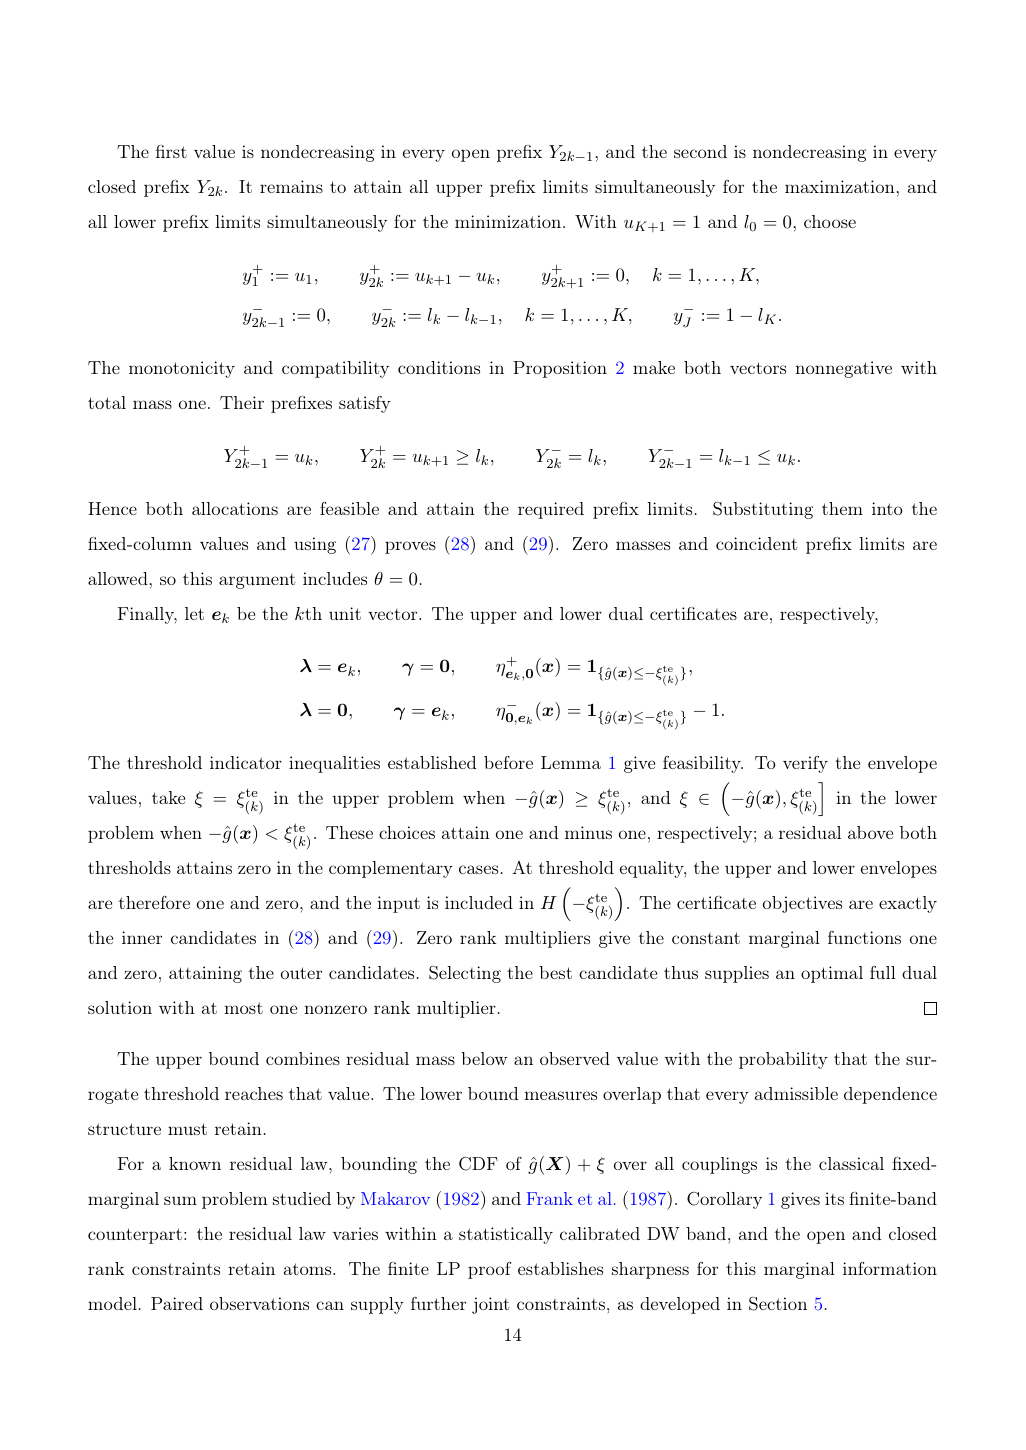 The first value is nondecreasing in every open prefix Y_{2k−1}, and the second is nondecreasing in every
closed prefix Y_{2k}. It remains to attain all upper prefix limits simultaneously for the maximization, and
all lower prefix limits simultaneously for the minimization. With u_{K+1} = 1 and l_0 = 0, choose
y_1^+ := u_1, y_{2k}^+ := u_{k+1} − u_k, y_{2k+1}^+ := 0, k = 1, . . . , K,
y_{2k−1}^− := 0, y_{2k}^− := l_k − l_{k−1}, k = 1, . . . , K, y_J^− := 1 − l_K.
The monotonicity and compatibility conditions in Proposition 2 make both vectors nonnegative with
total mass one. Their prefixes satisfy
Y_{2k−1}^+ = u_k, Y_{2k}^+ = u_{k+1} ≥ l_k, Y_{2k}^− = l_k, Y_{2k−1}^− = l_{k−1} ≤ u_k.
Hence both allocations are feasible and attain the required prefix limits. Substituting them into the
fixed-column values and using (27) proves (28) and (29). Zero masses and coincident prefix limits are
allowed, so this argument includes θ = 0.
Finally, let e_k be the kth unit vector. The upper and lower dual certificates are, respectively,
λ = e_k, γ = 0, η_{e_k,0}^+(x) = 1_{{ĝ(x)≤−ξ_{(k)}^{te}}},
λ = 0, γ = e_k, η_{0,e_k}^−(x) = 1_{{ĝ(x)≤−ξ_{(k)}^{te}}} − 1.
The threshold indicator inequalities established before Lemma 1 give feasibility. To verify the envelope
values, take ξ = ξ_{(k)}^{te} in the upper problem when −ĝ(x) ≥ ξ_{(k)}^{te}, and ξ ∈ (−ĝ(x), ξ_{(k)}^{te}] in the lower
problem when −ĝ(x) < ξ_{(k)}^{te}. These choices attain one and minus one, respectively; a residual above both
thresholds attains zero in the complementary cases. At threshold equality, the upper and lower envelopes
are therefore one and zero, and the input is included in H(−ξ_{(k)}^{te}). The certificate objectives are exactly
the inner candidates in (28) and (29). Zero rank multipliers give the constant marginal functions one
and zero, attaining the outer candidates. Selecting the best candidate thus supplies an optimal full dual
solution with at most one nonzero rank multiplier. □
The upper bound combines residual mass below an observed value with the probability that the sur-
rogate threshold reaches that value. The lower bound measures overlap that every admissible dependence
structure must retain.
For a known residual law, bounding the CDF of ĝ(X) + ξ over all couplings is the classical fixed-
marginal sum problem studied by Makarov (1982) and Frank et al. (1987). Corollary 1 gives its finite-band
counterpart: the residual law varies within a statistically calibrated DW band, and the open and closed
rank constraints retain atoms. The finite LP proof establishes sharpness for this marginal information
model. Paired observations can supply further joint constraints, as developed in Section 5.
14